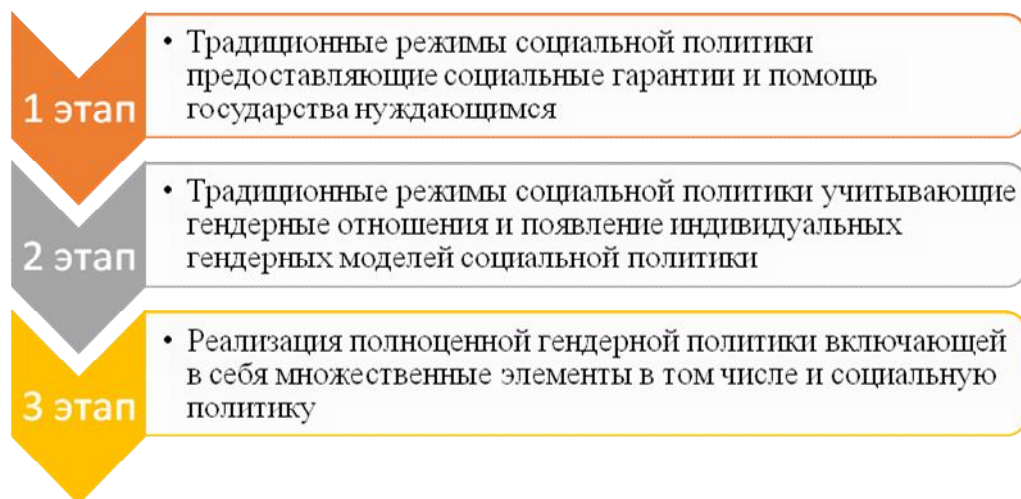 1 этап
• Традиционные режимы социальной политики
предоставляющие социальные гарантии и помощь
государства нуждающимся
2 этап
• Традиционные режимы социальной политики учитывающие
гендерные отношения и появление индивидуальных
гендерных моделей социальной политики
3 этап
• Реализация полноценной гендерной политики включающей
в себя множественные элементы в том числе и социальную
политику